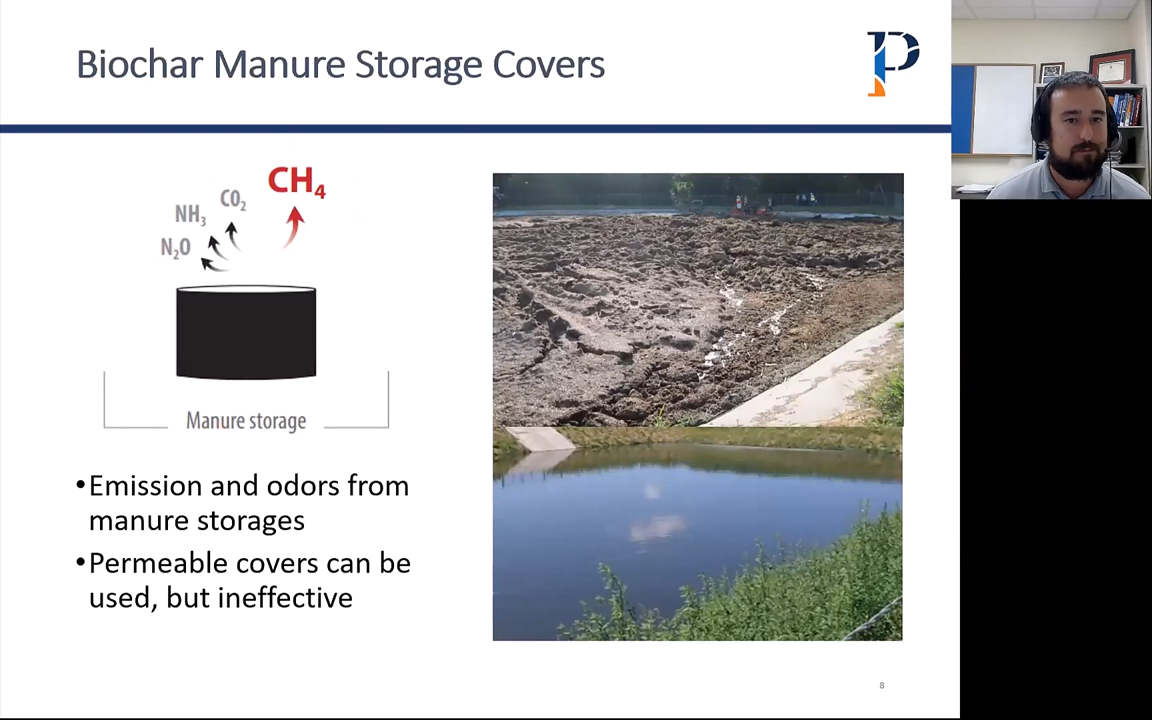 Biochar Manure Storage Covers
P
CH₄
CO₂
NH₃
N₂O
Manure storage
•Emission and odors from
manure storages
•Permeable covers can be
used, but ineffective
8